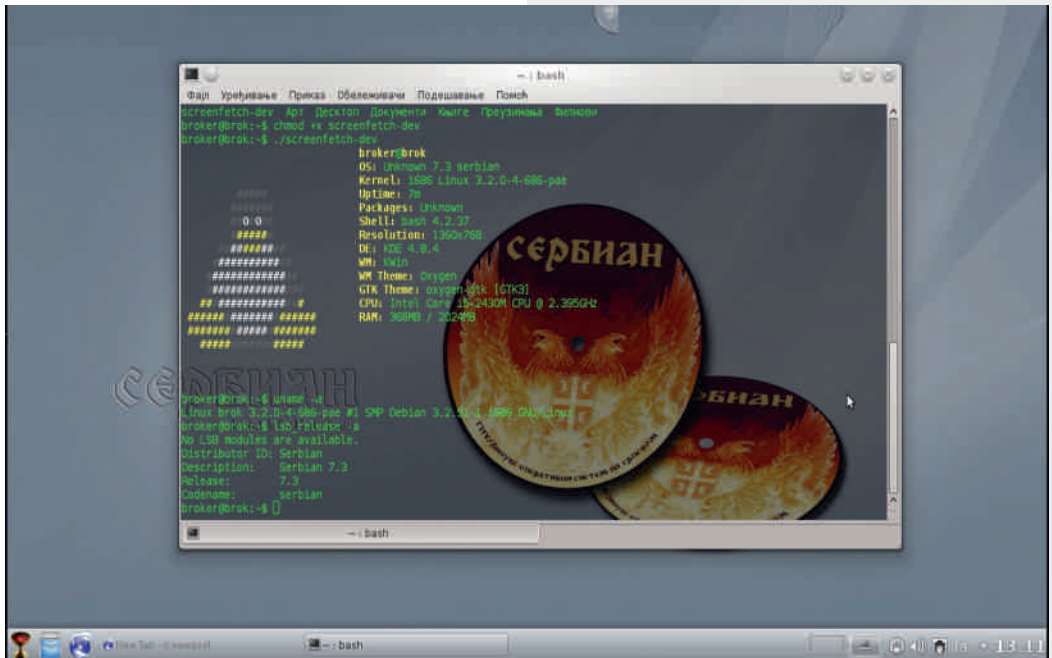 ~ : bash
Фајл Уређивање Приказ Обележивачи Подешавање Помоћ
screenfetch-dev Арт Десктоп Документи Књиге Преузимања Филмови
broker@brok:~$ chmod +x screenfetch-dev
broker@brok:~$ ./screenfetch-dev
broker@brok
OS: Unknown 7.3 serbian
Kernel: i686 Linux 3.2.0-4-686-pae
Uptime: 7m
Packages: Unknown
Shell: bash 4.2.37
Resolution: 1360x768
DE: KDE 4.8.4
WM: KWin
WM Theme: Oxygen
GTK Theme: oxygen-gtk [GTK3]
CPU: Intel Core i5-2430M CPU @ 2.395GHz
RAM: 368MB / 2024MB
broker@brok:~$ uname -a
Linux brok 3.2.0-4-686-pae #1 SMP Debian 3.2.51-1 i686 GNU/Linux
broker@brok:~$ lsb_release -a
No LSB modules are available.
Distributor ID: Serbian
Description: Serbian 7.3
Release: 7.3
Codename: serbian
broker@brok:~$
СЕРБИАН
СЕРБИАН
оперативни систем на српском
~ : bash
New Tab
~ : bash
13:11